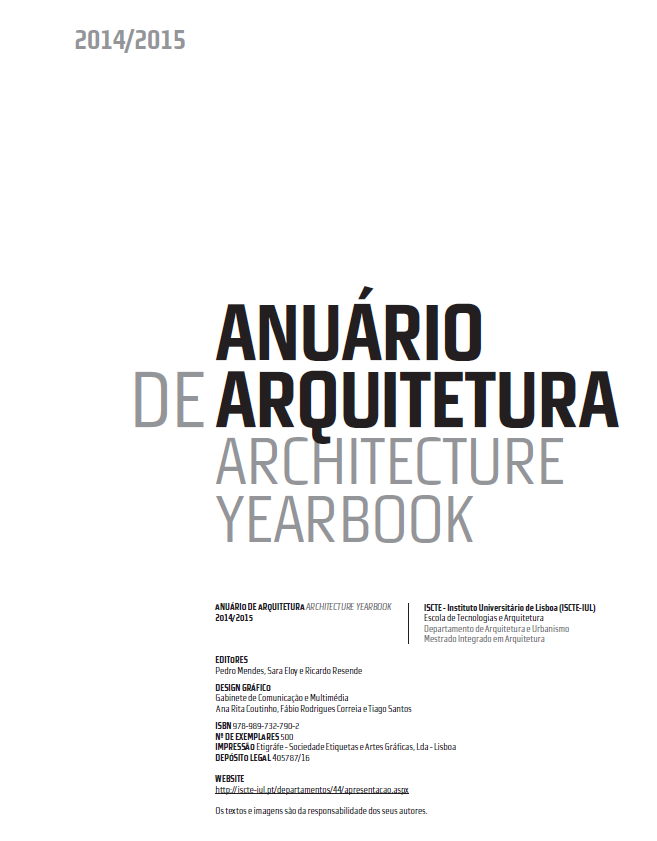 2014/2015
ANUÁRIO
DE ARQUITETURA
ARCHITECTURE
YEARBOOK
ANUÁRIO DE ARQUITETURA ARCHITECTURE YEARBOOK
2014/2015
ISCTE - Instituto Universitário de Lisboa (ISCTE-IUL)
Escola de Tecnologias e Arquitetura
Departamento de Arquitetura e Urbanismo
Mestrado Integrado em Arquitetura
EDITORES
Pedro Mendes, Sara Eloy e Ricardo Resende
DESIGN GRÁFICO
Gabinete de Comunicação e Multimédia
Ana Rita Coutinho, Fábio Rodrigues Correia e Tiago Santos
ISBN 978-989-732-790-2
Nº DE EXEMPLARES 500
IMPRESSÃO Etigráfe - Sociedade Etiquetas e Artes Gráficas, Lda - Lisboa
DEPÓSITO LEGAL 405787/16
WEBSITE
http://iscte-iul.pt/departamentos/44/apresentacao.aspx
Os textos e imagens são da responsabilidade dos seus autores.